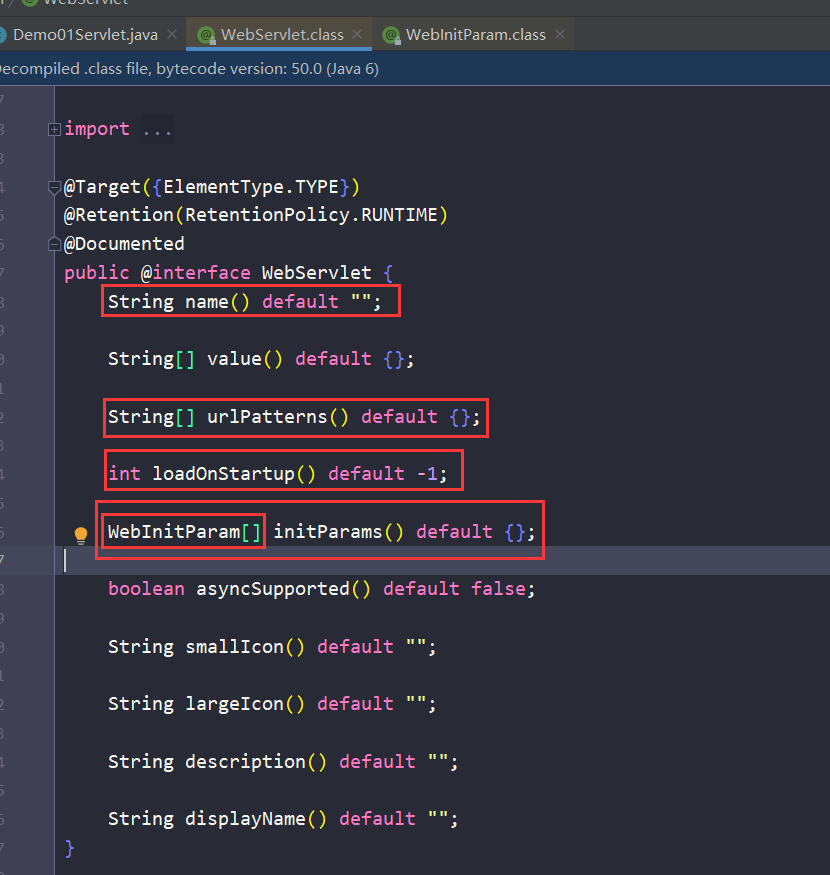 WebServlet
Demo01Servlet.java
WebServlet.class
WebInitParam.class
ecompiled .class file, bytecode version: 50.0 (Java 6)
import ...
@Target({ElementType.TYPE})
@Retention(RetentionPolicy.RUNTIME)
@Documented
public @interface WebServlet {
String name() default "";
String[] value() default {};
String[] urlPatterns() default {};
int loadOnStartup() default -1;
WebInitParam[] initParams() default {};
boolean asyncSupported() default false;
String smallIcon() default "";
String largeIcon() default "";
String description() default "";
String displayName() default "";
}